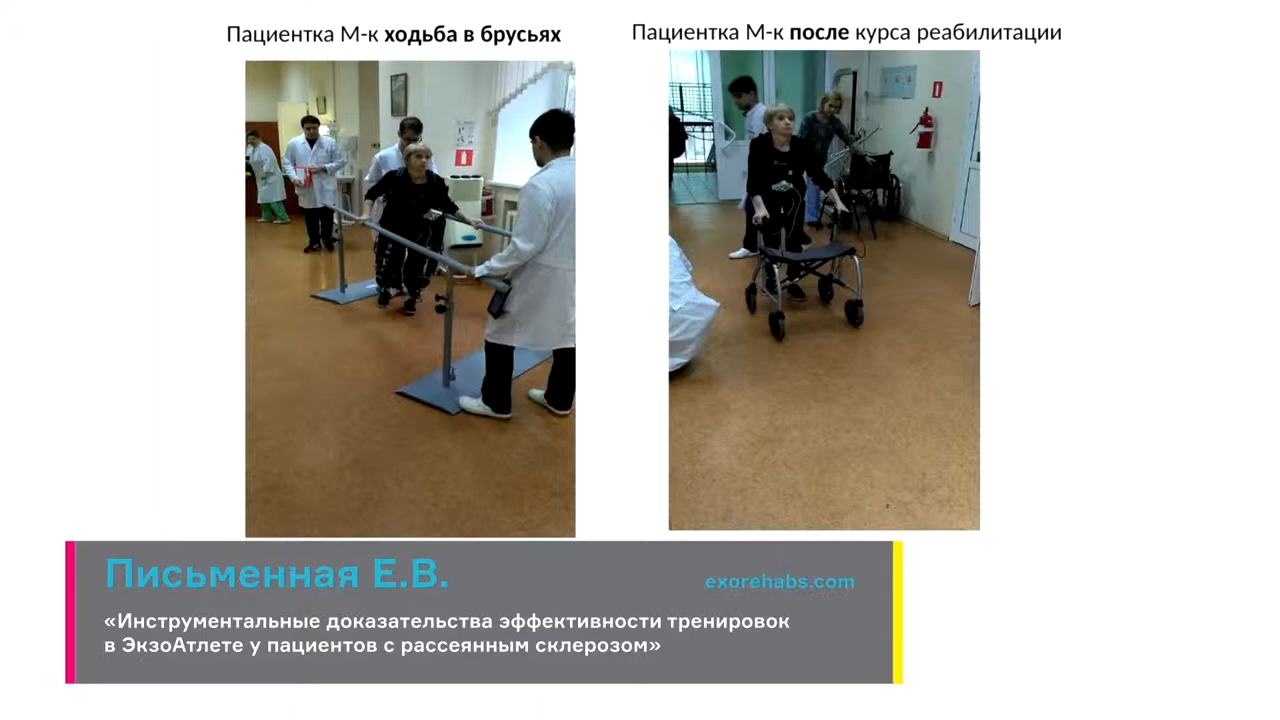 Пациентка М-к ходьба в брусьях
Пациентка М-к после курса реабилитации
Письменная Е.В.
exorehabs.com
«Инструментальные доказательства эффективности тренировок
в ЭкзоАтлете у пациентов с рассеянным склерозом»